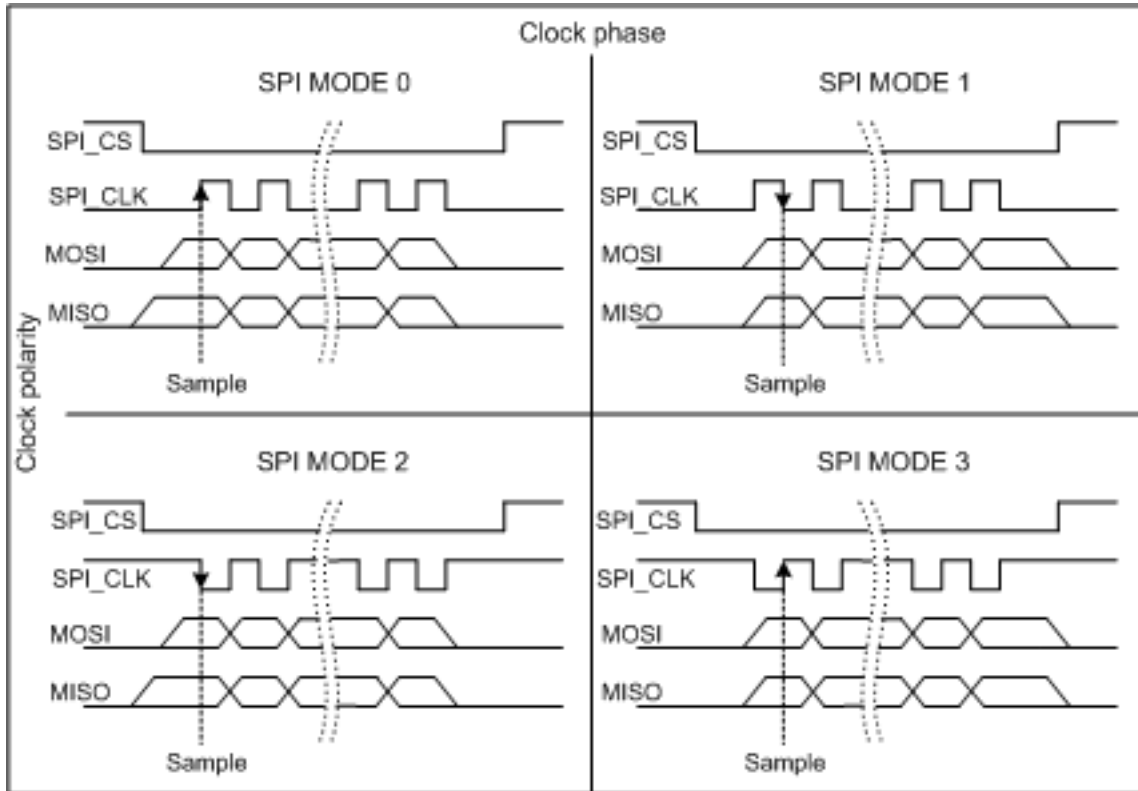 Clock phase
Clock polarity
SPI MODE 0
SPI_CS
SPI_CLK
MOSI
MISO
Sample
SPI MODE 1
SPI_CS
SPI_CLK
MOSI
MISO
Sample
SPI MODE 2
SPI_CS
SPI_CLK
MOSI
MISO
Sample
SPI MODE 3
SPI_CS
SPI_CLK
MOSI
MISO
Sample